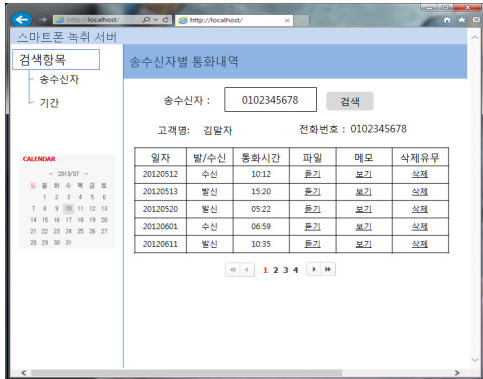 http://localhost/
http://localhost/
스마트폰 녹취 서버
검색항목
송수신자
기간
송수신자별 통화내역
송수신자 : 0102345678 검색
고객명: 김말자 전화번호 : 0102345678
일자 발/수신 통화시간 파일 메모 삭제유무
20120512 수신 10:12 듣기 보기 삭제
20120513 발신 15:20 듣기 보기 삭제
20120520 발신 05:22 듣기 보기 삭제
20120601 수신 06:59 듣기 보기 삭제
20120611 발신 10:35 듣기 보기 삭제
1 2 3 4
CALENDAR
2013/07
일 월 화 수 목 금 토
1 2 3 4 5 6
7 8 9 10 11 12 13
14 15 16 17 18 19 20
21 22 23 24 25 26 27
28 29 30 31